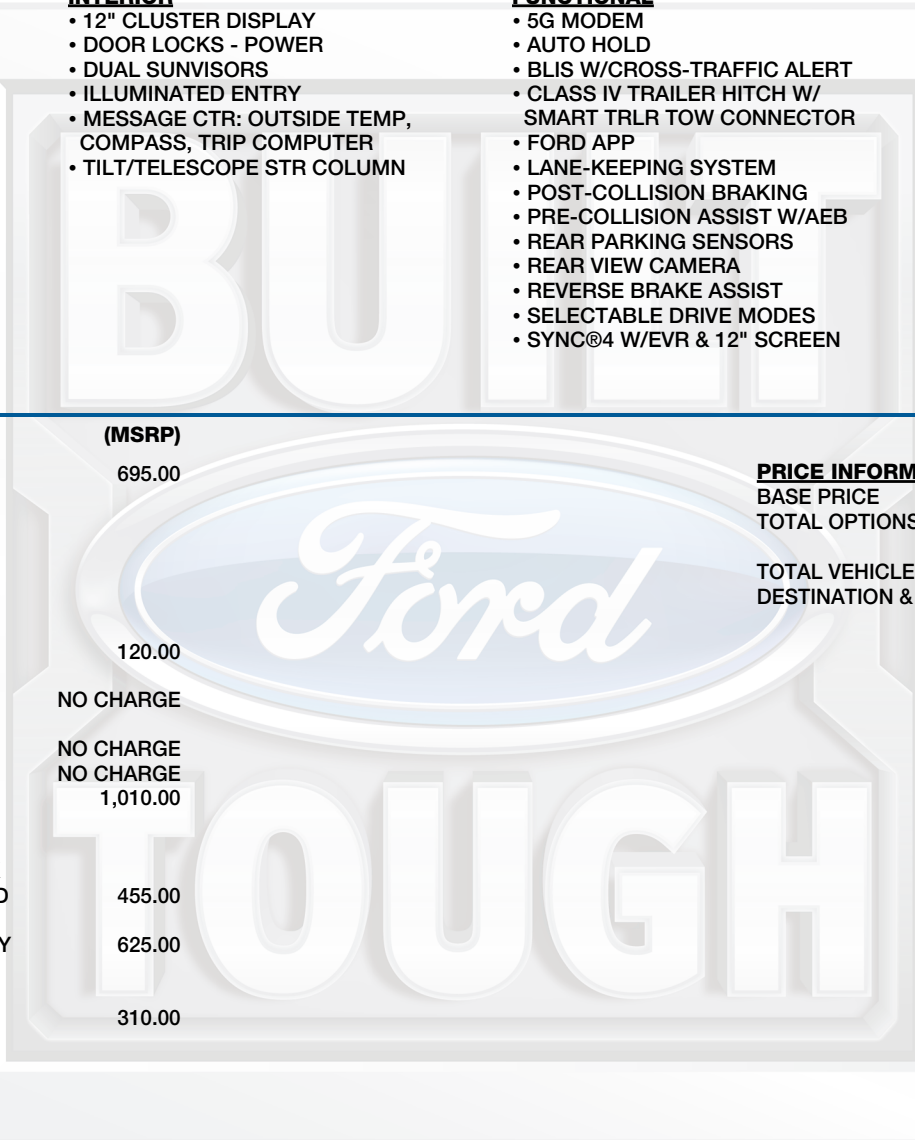 INTERIOR
• 12" CLUSTER DISPLAY
• DOOR LOCKS - POWER
• DUAL SUNVISORS
• ILLUMINATED ENTRY
• MESSAGE CTR: OUTSIDE TEMP,
COMPASS, TRIP COMPUTER
• TILT/TELESCOPE STR COLUMN
FUNCTIONAL
• 5G MODEM
• AUTO HOLD
• BLIS W/CROSS-TRAFFIC ALERT
• CLASS IV TRAILER HITCH W/
SMART TRLR TOW CONNECTOR
• FORD APP
• LANE-KEEPING SYSTEM
• POST-COLLISION BRAKING
• PRE-COLLISION ASSIST W/AEB
• REAR PARKING SENSORS
• REAR VIEW CAMERA
• REVERSE BRAKE ASSIST
• SELECTABLE DRIVE MODES
• SYNC®4 W/EVR & 12" SCREEN
BUILT
Ford
TOUGH
(MSRP)
695.00
120.00
NO CHARGE
NO CHARGE
NO CHARGE
1,010.00
D 455.00
Y 625.00
310.00
PRICE INFORM
BASE PRICE
TOTAL OPTIONS
TOTAL VEHICLE
DESTINATION &